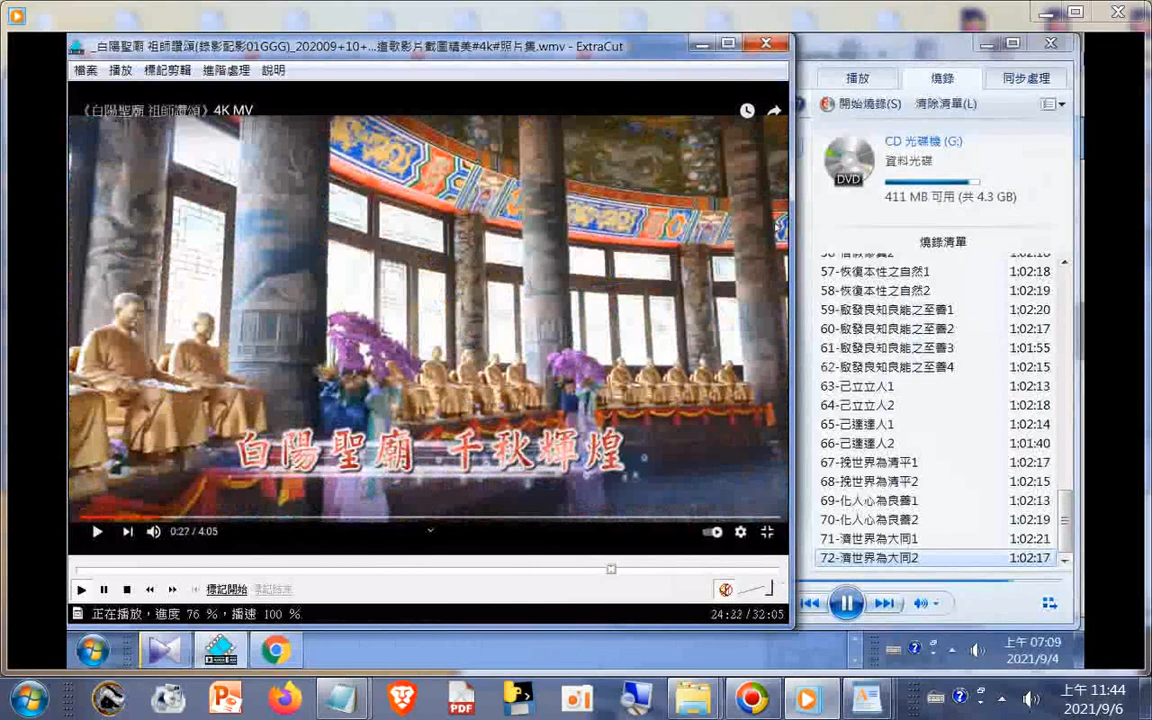 _白陽聖廟 祖師讚頌(錄影配影01GGG)_202009+10+...道歌影片截圖精美#4k#照片集.wmv - ExtraCut
檔案 播放 標記剪輯 進階處理 說明
《白陽聖廟 祖師讚頌》4K MV
白陽聖廟 千秋輝煌
0:27 / 4:05
標記開始 標記結束
正在播放，進度 76 %，播速 100 %
24:22 / 32:05
播放 燒錄 同步處理
開始燒錄(S) 清除清單(L)
CD 光碟機 (G:)
資料光碟
DVD
411 MB 可用 (共 4.3 GB)
燒錄清單
1:02:18
57-恢復本性之自然1 1:02:18
58-恢復本性之自然2 1:02:19
59-啟發良知良能之至善1 1:02:20
60-啟發良知良能之至善2 1:02:17
61-啟發良知良能之至善3 1:01:55
62-啟發良知良能之至善4 1:02:15
63-己立立人1 1:02:13
64-己立立人2 1:02:18
65-己達達人1 1:02:14
66-己達達人2 1:01:40
67-挽世界為清平1 1:02:17
68-挽世界為清平2 1:02:15
69-化人心為良善1 1:02:13
70-化人心為良善2 1:02:19
71-濟世界為大同1 1:02:21
72-濟世界為大同2 1:02:17
上午 07:09
2021/9/4
PDF
上午 11:44
2021/9/6